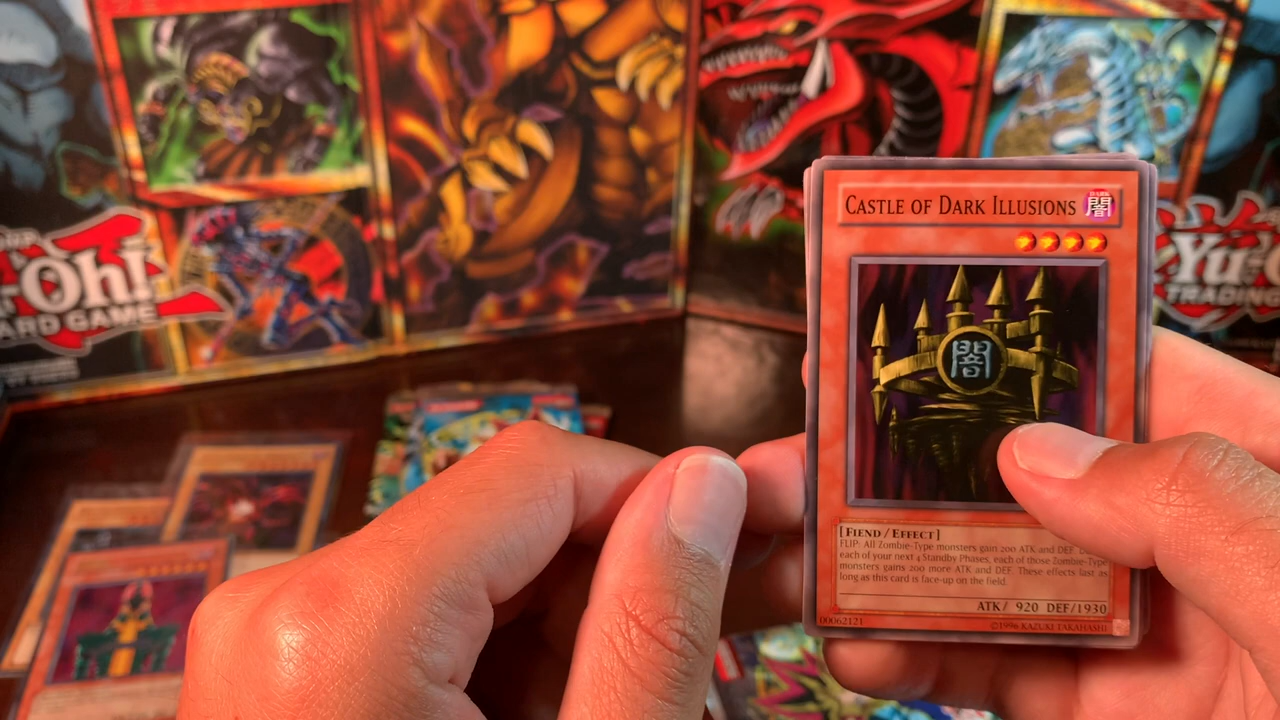 CASTLE OF DARK ILLUSIONS 闇
闇
[FIEND / EFFECT]
FLIP: All Zombie-Type monsters gain 200 ATK and DEF.
each of your next 4 Standby Phases, each of those Zombie-Type
monsters gains 200 more ATK and DEF. These effects last as
long as this card is face-up on the field.
ATK/ 920 DEF/1930
00062121
©1996 KAZUKI TAKAHASHI
-Oh!
CARD GAME
Yu-G
TRADING